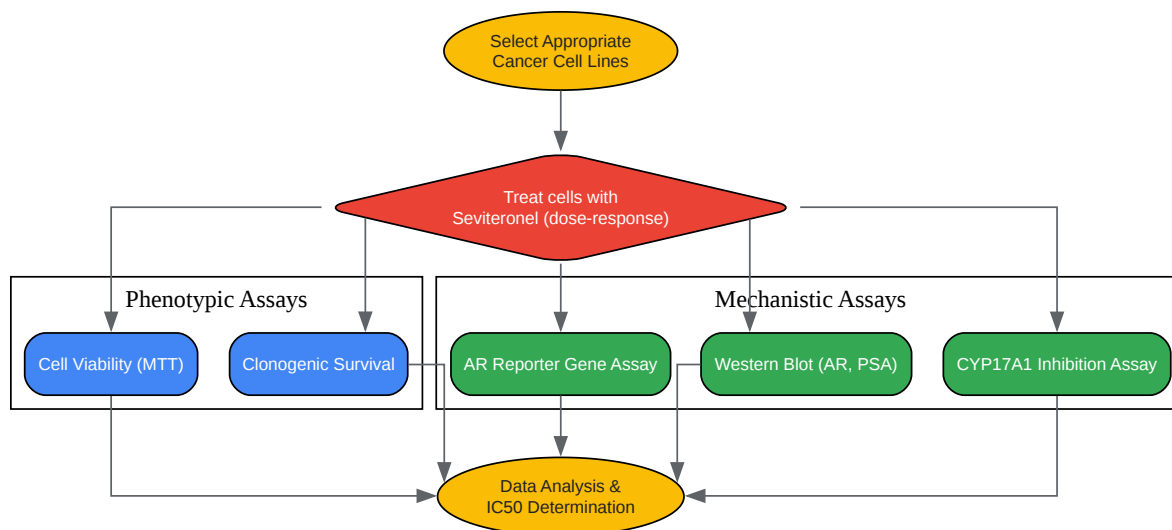 Select Appropriate
Cancer Cell Lines
Treat cells with
Seviteronel (dose-response)
Phenotypic Assays
Mechanistic Assays
Cell Viability (MTT)
Clonogenic Survival
AR Reporter Gene Assay
Western Blot (AR, PSA)
CYP17A1 Inhibition Assay
Data Analysis &
IC50 Determination